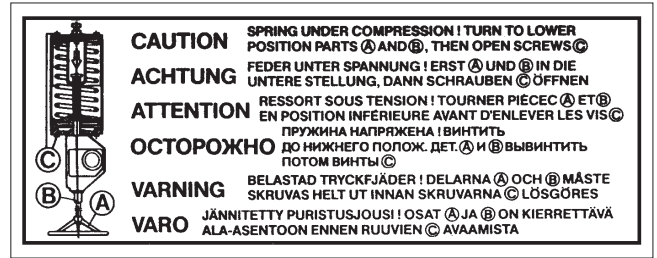 CAUTION SPRING UNDER COMPRESSION ! TURN TO LOWER
POSITION PARTS Ⓐ AND Ⓑ, THEN OPEN SCREWS Ⓒ
ACHTUNG FEDER UNTER SPANNUNG ! ERST Ⓐ UND Ⓑ IN DIE
UNTERE STELLUNG, DANN SCHRAUBEN Ⓒ ÖFFNEN
ATTENTION RESSORT SOUS TENSION ! TOURNER PIÉCEC Ⓐ ET Ⓑ
EN POSITION INFÉRIEURE AVANT D'ENLEVER LES VIS Ⓒ
ОСТОРОЖНО ПРУЖИНА НАПРЯЖЕНА ! ВИНТИТЬ
ДО НИЖНЕГО ПОЛОЖ. ДЕТ. Ⓐ И Ⓑ ВЫВИНТИТЬ
ПОТОМ ВИНТЫ Ⓒ
VARNING BELASTAD TRYCKFJÄDER ! DELARNA Ⓐ OCH Ⓑ MÅSTE
SKRUVAS HELT UT INNAN SKRUVARNA Ⓒ LÖSGÖRES
VARO JÄNNITETTY PURISTUSJOUSI ! OSAT Ⓐ JA Ⓑ ON KIERRETTÄVÄ
ALA-ASENTOON ENNEN RUUVIEN Ⓒ AVAAMISTA
Ⓒ
Ⓑ
Ⓐ